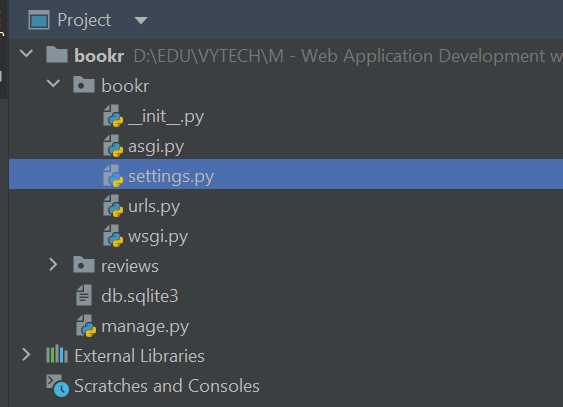 Project
bookr D:\EDU\VYTECH\M - Web Application Development w
bookr
__init__.py
asgi.py
settings.py
urls.py
wsgi.py
reviews
db.sqlite3
manage.py
External Libraries
Scratches and Consoles